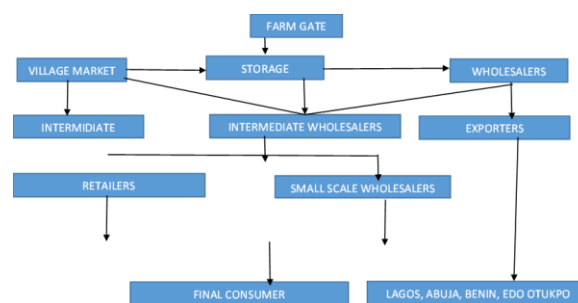 FARM GATE
VILLAGE MARKET
STORAGE
WHOLESALERS
INTERMIDIATE
INTERMEDIATE WHOLESALERS
EXPORTERS
RETAILERS
SMALL SCALE WHOLESALERS
FINAL CONSUMER
LAGOS, ABUJA, BENIN, EDO OTUKPO